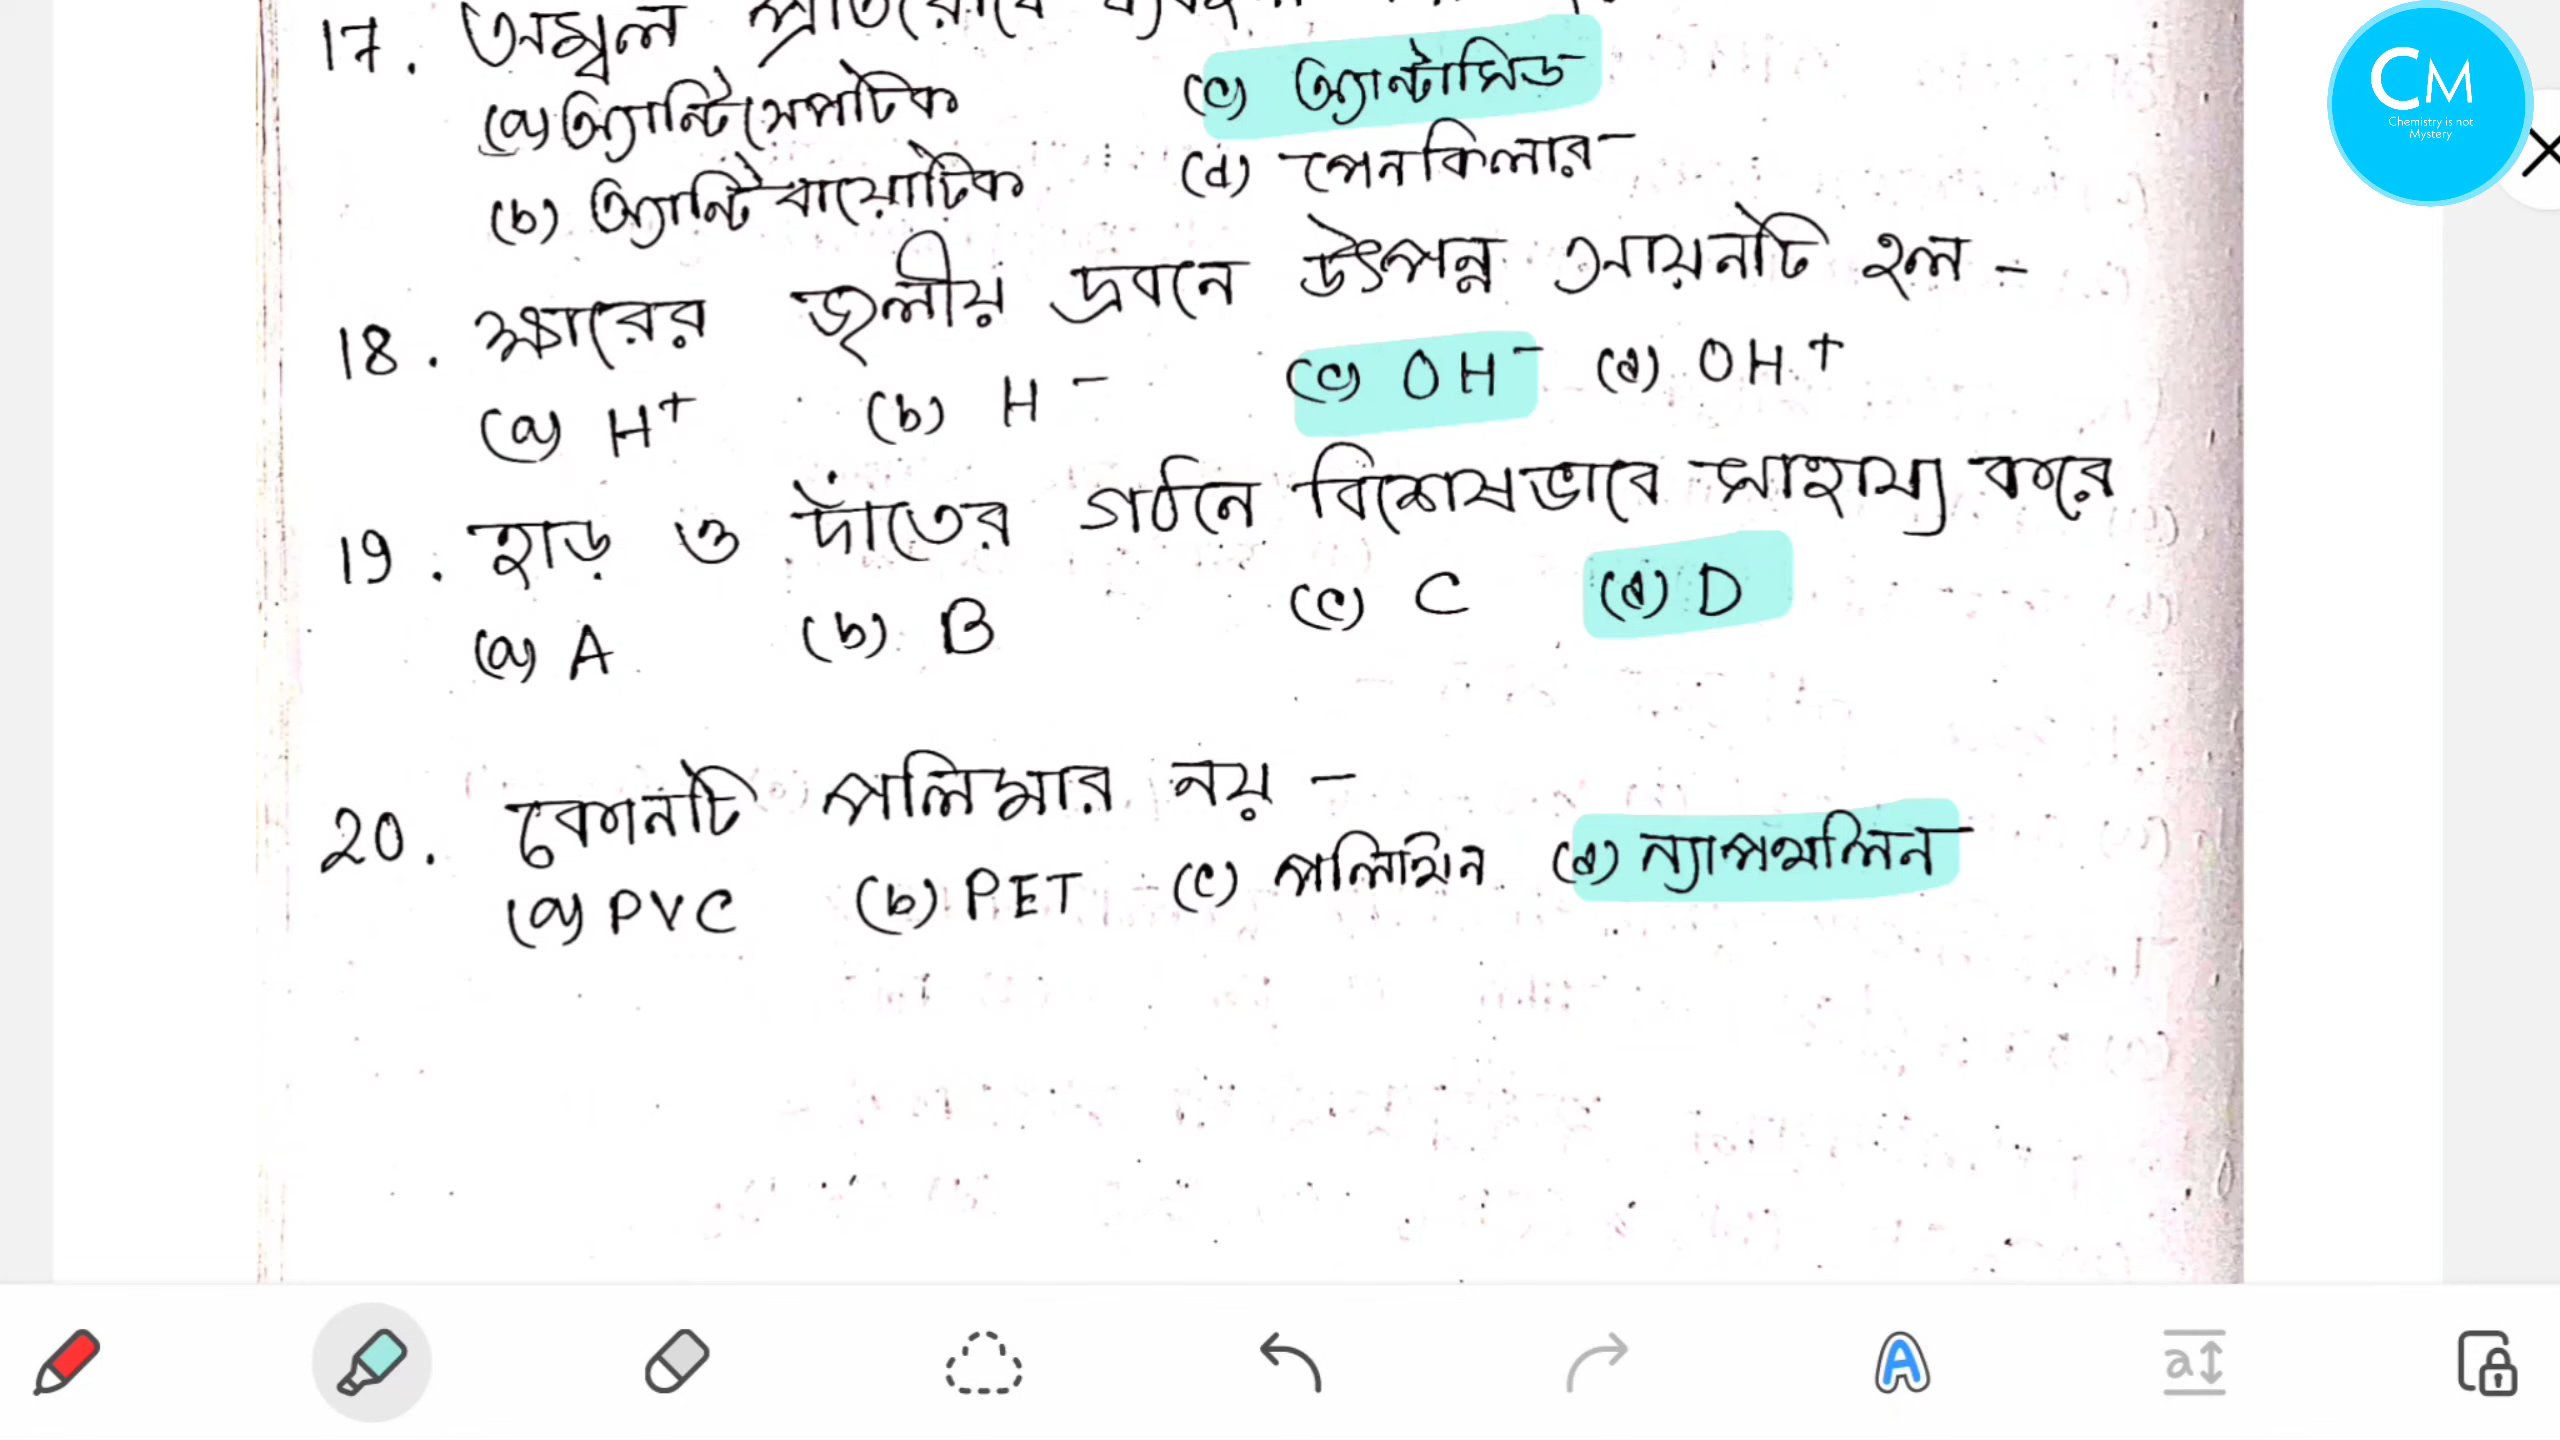 17. অম্বল
(a) অ্যান্টিসেপটিক (c) অ্যান্টাসিড
(b) অ্যান্টিবায়োটিক (d) পেনকিলার
18. ক্ষারের জলীয় দ্রবনে উৎপন্ন আয়নটি হল -
(a) H+ (b) H- (c) OH- (d) OH+
19. হাড় ও দাঁতের গঠনে বিশেষভাবে সাহায্য করে
(a) A (b) B (c) C (d) D
20. কোনটি পলিমার নয় -
(a) PVC (b) PET (c) পলিথিন (d) ন্যাপথলিন
CM
Chemistry is not
Mystery
A
a